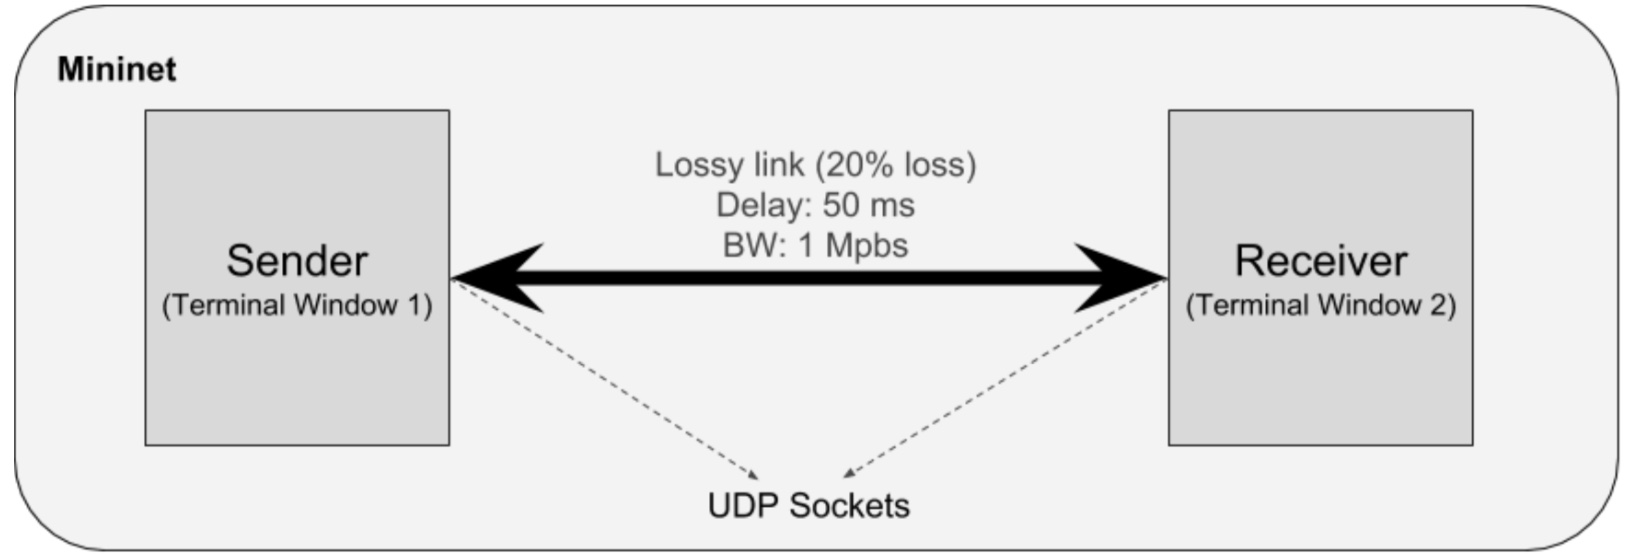 Mininet
Lossy link (20% loss)
Delay: 50 ms
BW: 1 Mpbs
Sender
(Terminal Window 1)
Receiver
(Terminal Window 2)
UDP Sockets